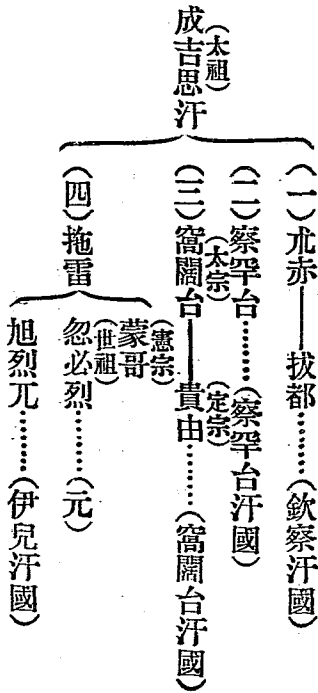 (太祖)
成吉思汗
(一)朮赤——拔都………(欽察汗國)
(二)察罕台………(察罕台汗國)
(太宗) (定宗)
(三)窩闊台——貴由………(窩闊台汗國)
(四)拖雷
(憲宗)
蒙哥
(世祖)
忽必烈………(元)
旭烈兀………(伊兒汗國)